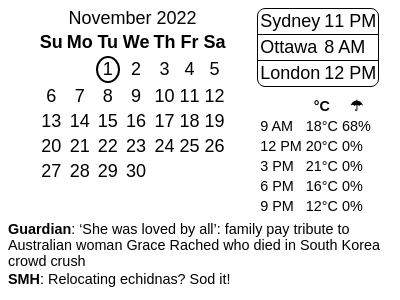 November 2022
Su Mo Tu We Th Fr Sa
1 2 3 4 5
6 7 8 9 10 11 12
13 14 15 16 17 18 19
20 21 22 23 24 25 26
27 28 29 30
Sydney 11 PM
Ottawa 8 AM
London 12 PM
°C ☂
9 AM 18°C 68%
12 PM 20°C 0%
3 PM 21°C 0%
6 PM 16°C 0%
9 PM 12°C 0%
Guardian: ‘She was loved by all’: family pay tribute to
Australian woman Grace Rached who died in South Korea
crowd crush
SMH: Relocating echidnas? Sod it!